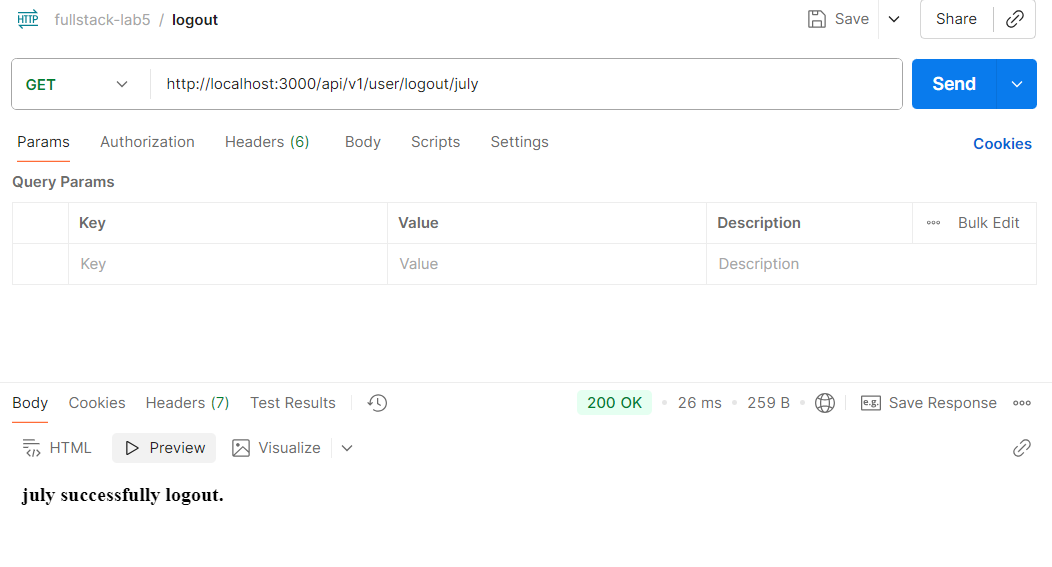 HTTP fullstack-lab5 / logout Save Share
GET http://localhost:3000/api/v1/user/logout/july Send
Params Authorization Headers (6) Body Scripts Settings Cookies
Query Params
Key Value Description Bulk Edit
Key Value Description
Body Cookies Headers (7) Test Results 200 OK 26 ms 259 B e.g. Save Response
HTML Preview Visualize
july successfully logout.